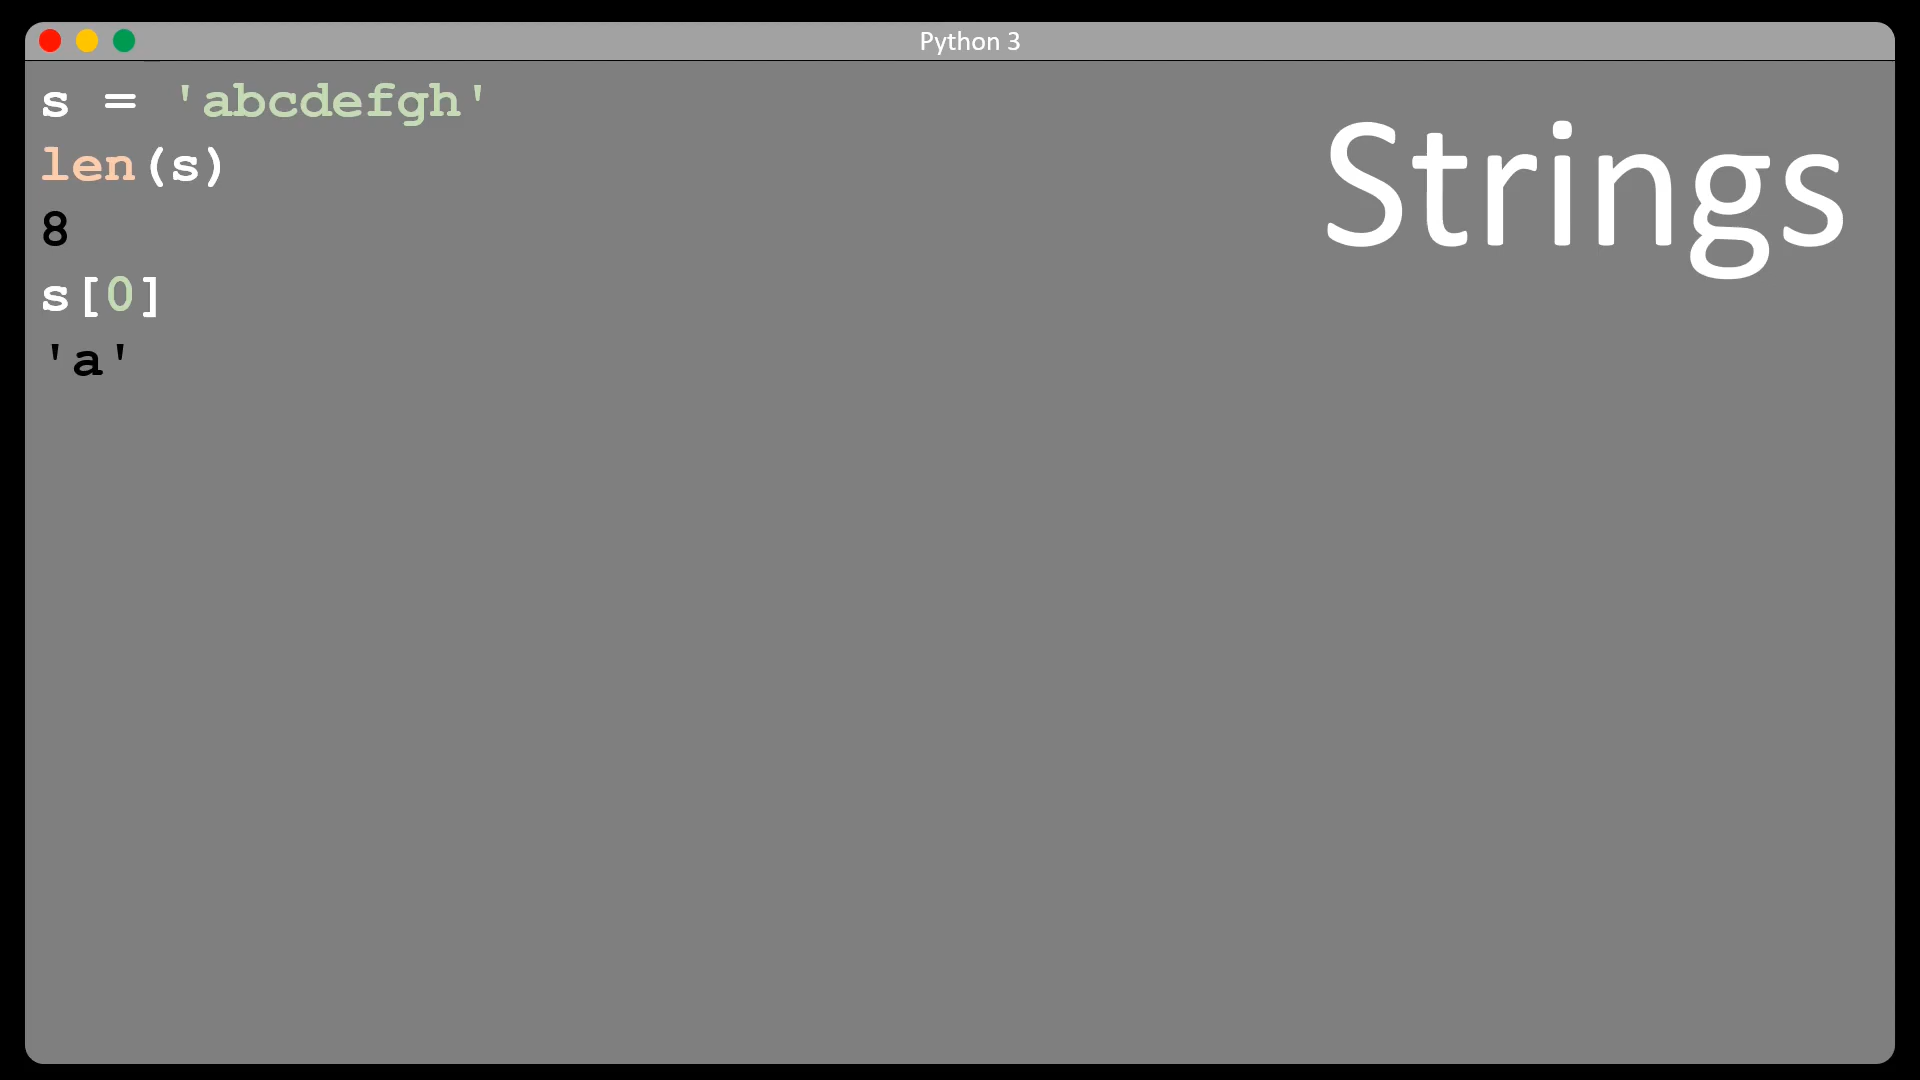 Python 3
s = 'abcdefgh'
Strings
len(s)
8
s[0]
'a'